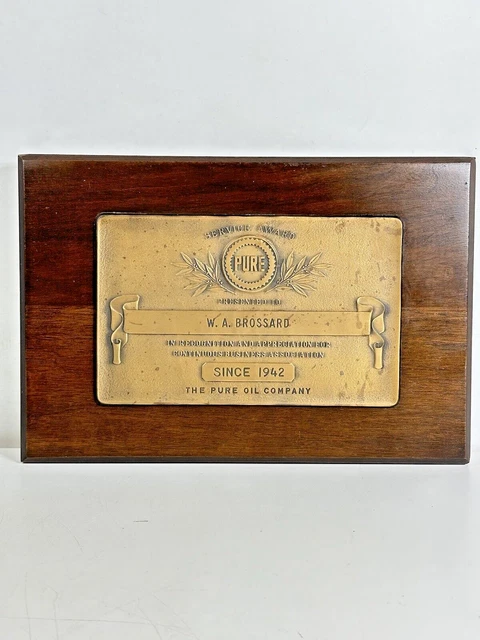 SERVICE AWARD
PURE
PRESENTED TO
W. A. BROSSARD
IN RECOGNITION AND APPRECIATION FOR
CONTINUOUS BUSINESS ASSOCIATION
SINCE 1942
THE PURE OIL COMPANY